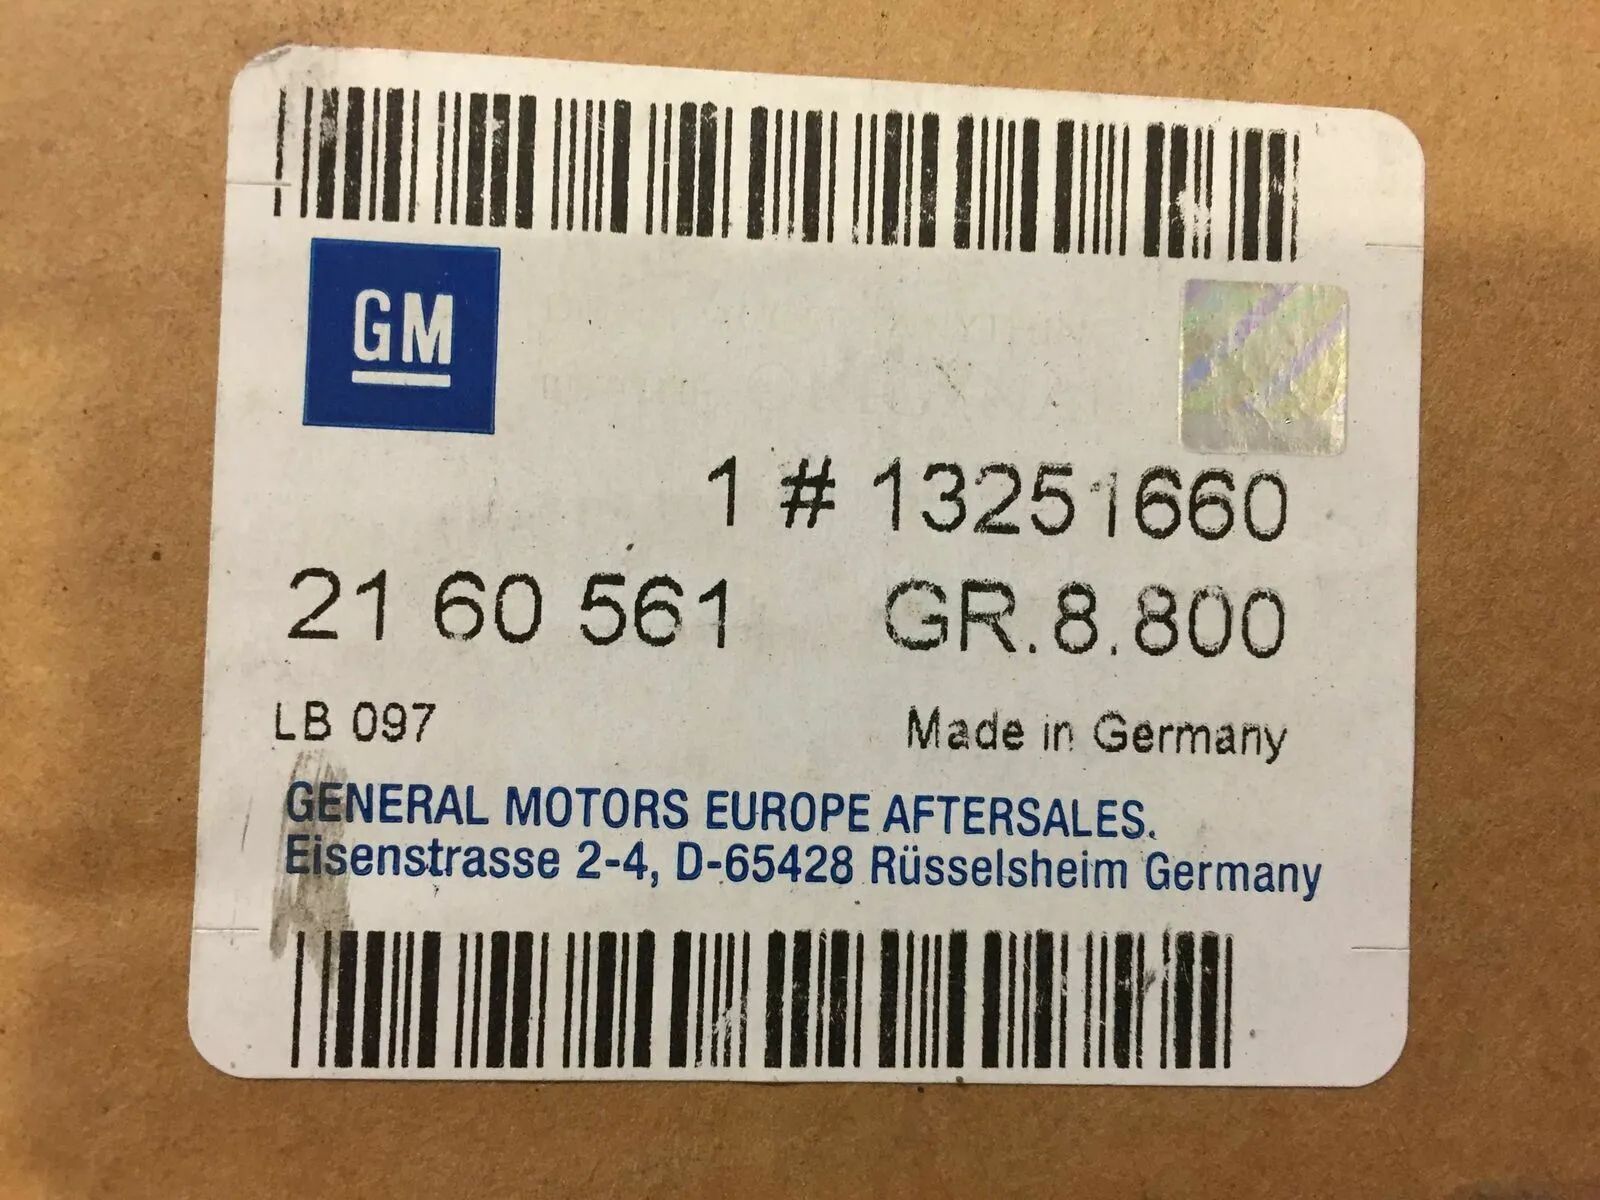 GM
1 # 13251660
21 60 561 GR.8.800
LB 097 Made in Germany
GENERAL MOTORS EUROPE AFTERSALES.
Eisenstrasse 2-4, D-65428 Rüsselsheim Germany